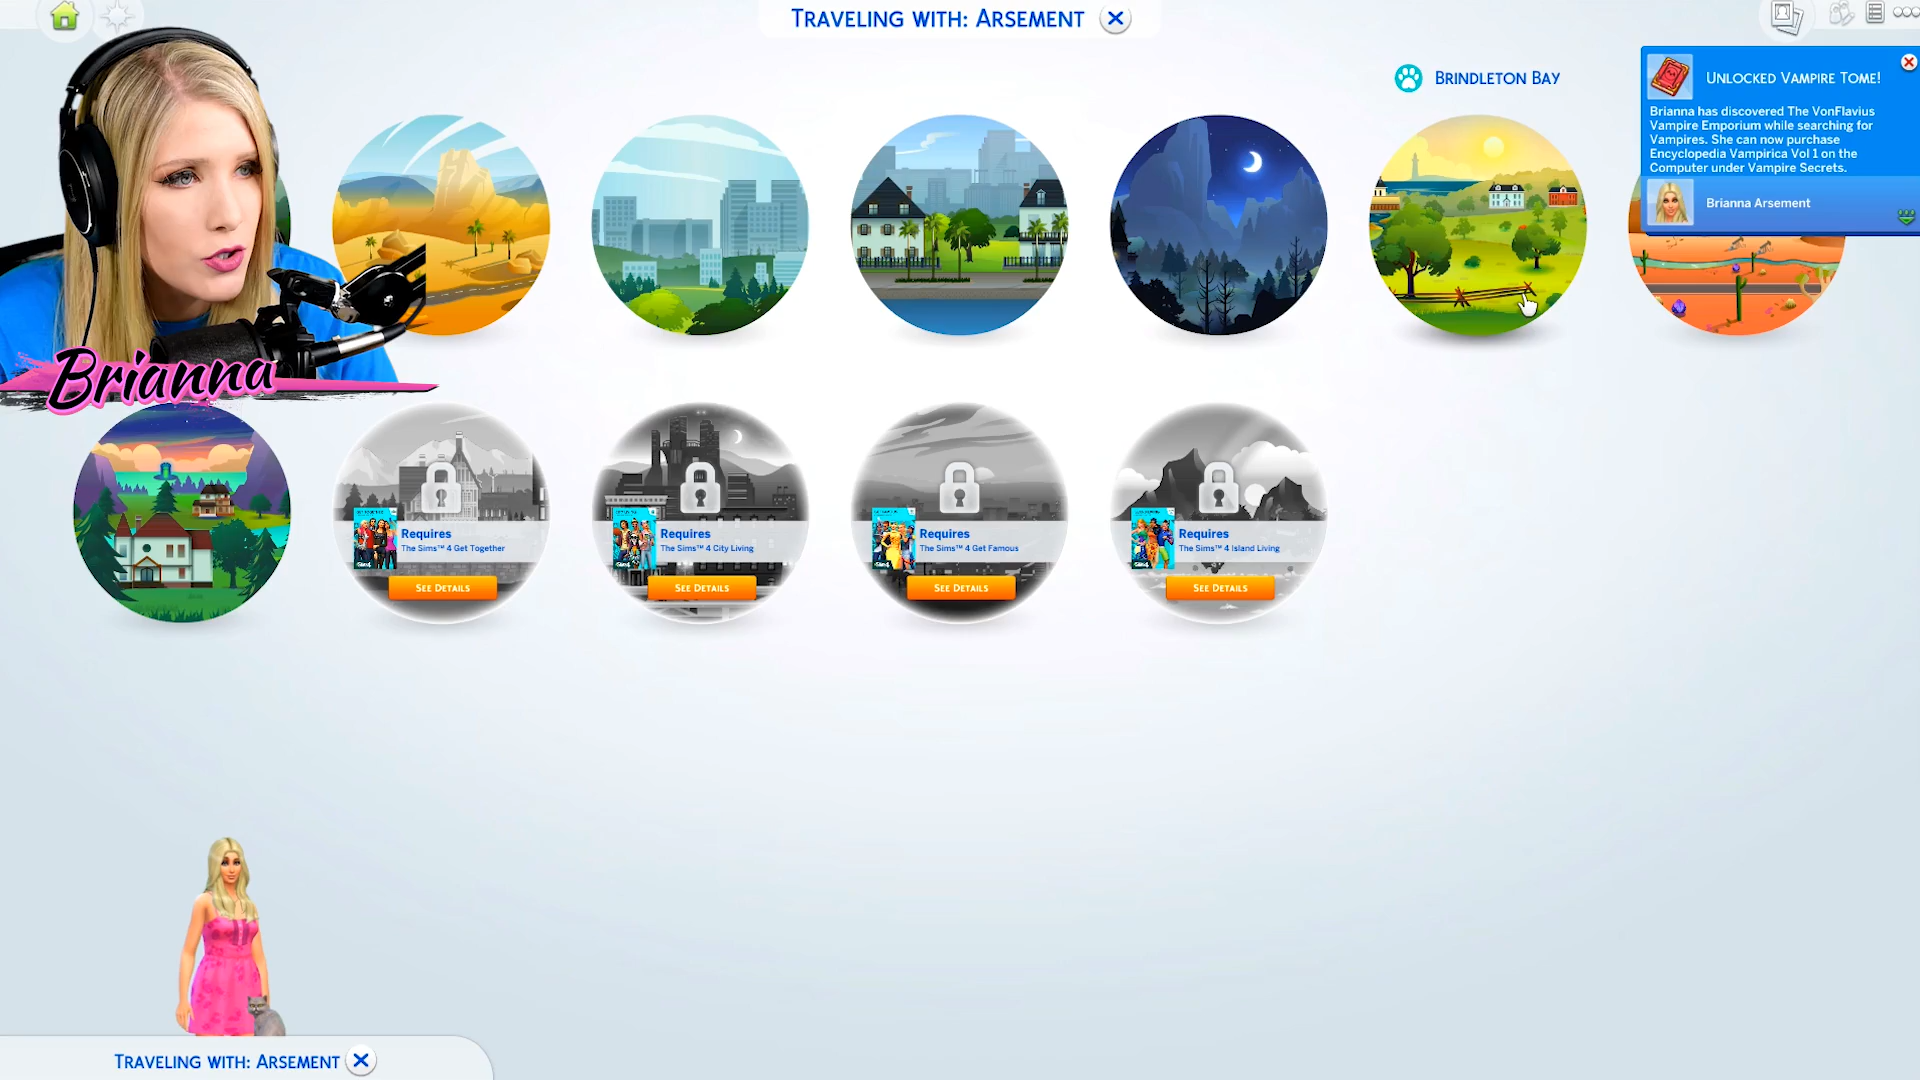 TRAVELING WITH: ARSEMENT
BRINDLETON BAY
UNLOCKED VAMPIRE TOME!
Brianna has discovered The VonFlavius
Vampire Emporium while searching for
Vampires. She can now purchase
Encyclopedia Vampirica Vol 1 on the
Computer under Vampire Secrets.
Brianna Arsement
Brianna
Requires
The Sims™ 4 Get Together
SEE DETAILS
Requires
The Sims™ 4 City Living
SEE DETAILS
Requires
The Sims™ 4 Get Famous
SEE DETAILS
Requires
The Sims™ 4 Island Living
SEE DETAILS
TRAVELING WITH: ARSEMENT